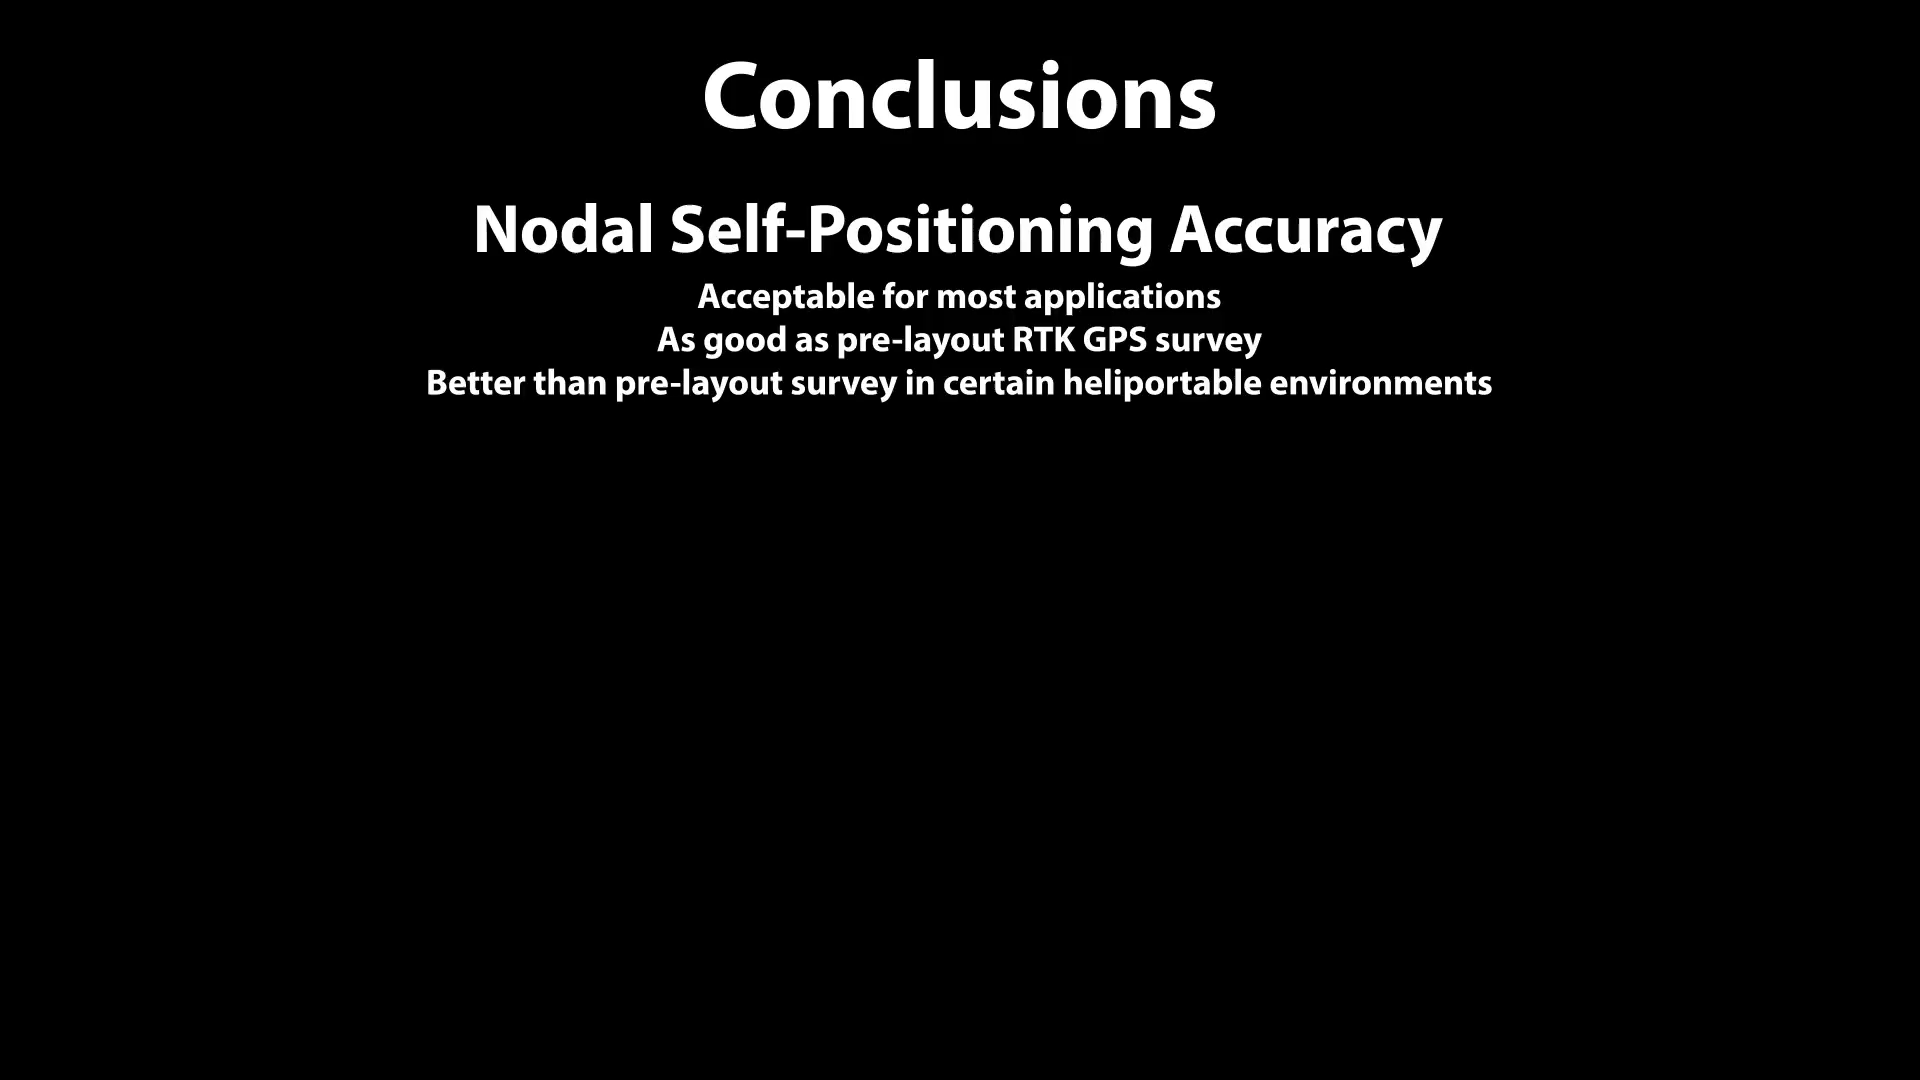 Conclusions
Nodal Self-Positioning Accuracy
Acceptable for most applications
As good as pre-layout RTK GPS survey
Better than pre-layout survey in certain heliportable environments